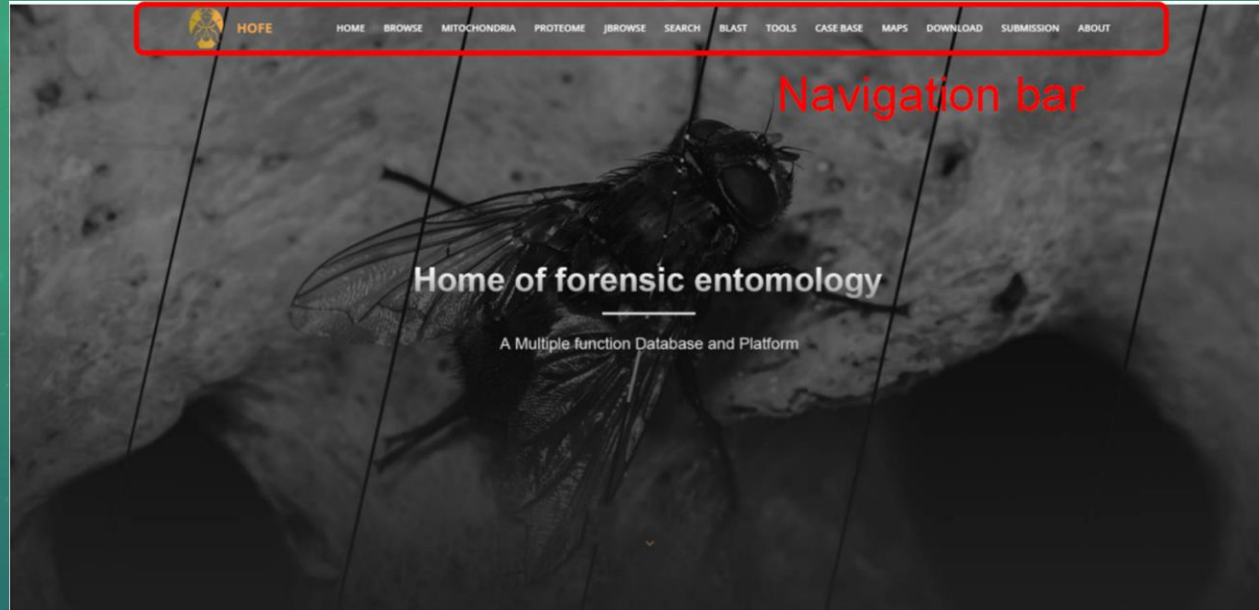 HOFE HOME BROWSE MITOCHONDRIA PROTEOME JBROWSE SEARCH BLAST TOOLS CASE BASE MAPS DOWNLOAD SUBMISSION ABOUT
Navigation bar
Home of forensic entomology
A Multiple function Database and Platform